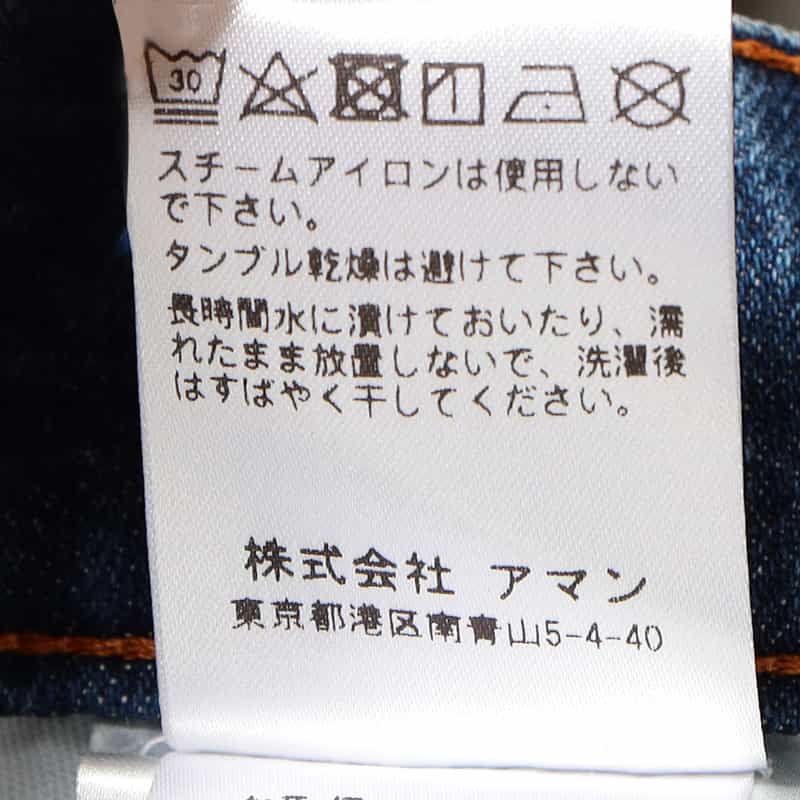 30
スチームアイロンは使用しない
で下さい。
タンブル乾燥は避けて下さい。
長時間水に漬けておいたり、濡
れたまま放置しないで、洗濯後
はすばやく干してください。
株式会社 アマン
東京都港区南青山5-4-40